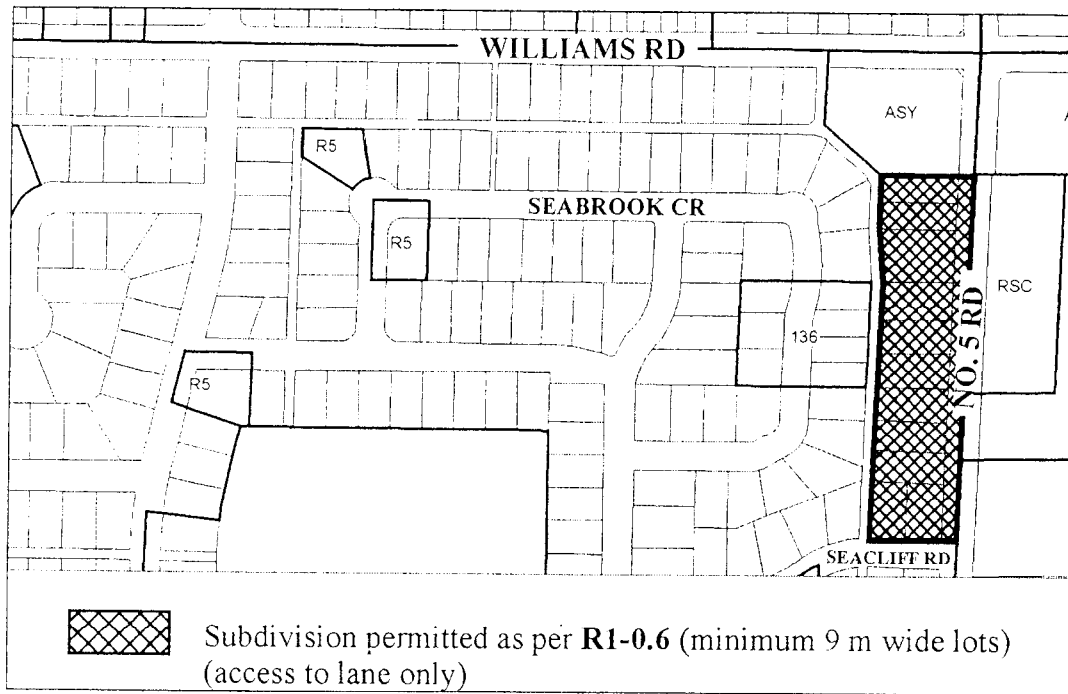 WILLIAMS RD
ASY
A
R5
SEABROOK CR
R5
RSC
NO. 5 RD
136
R5
SEACLIFF RD
Subdivision permitted as per R1-0.6 (minimum 9 m wide lots)
(access to lane only)